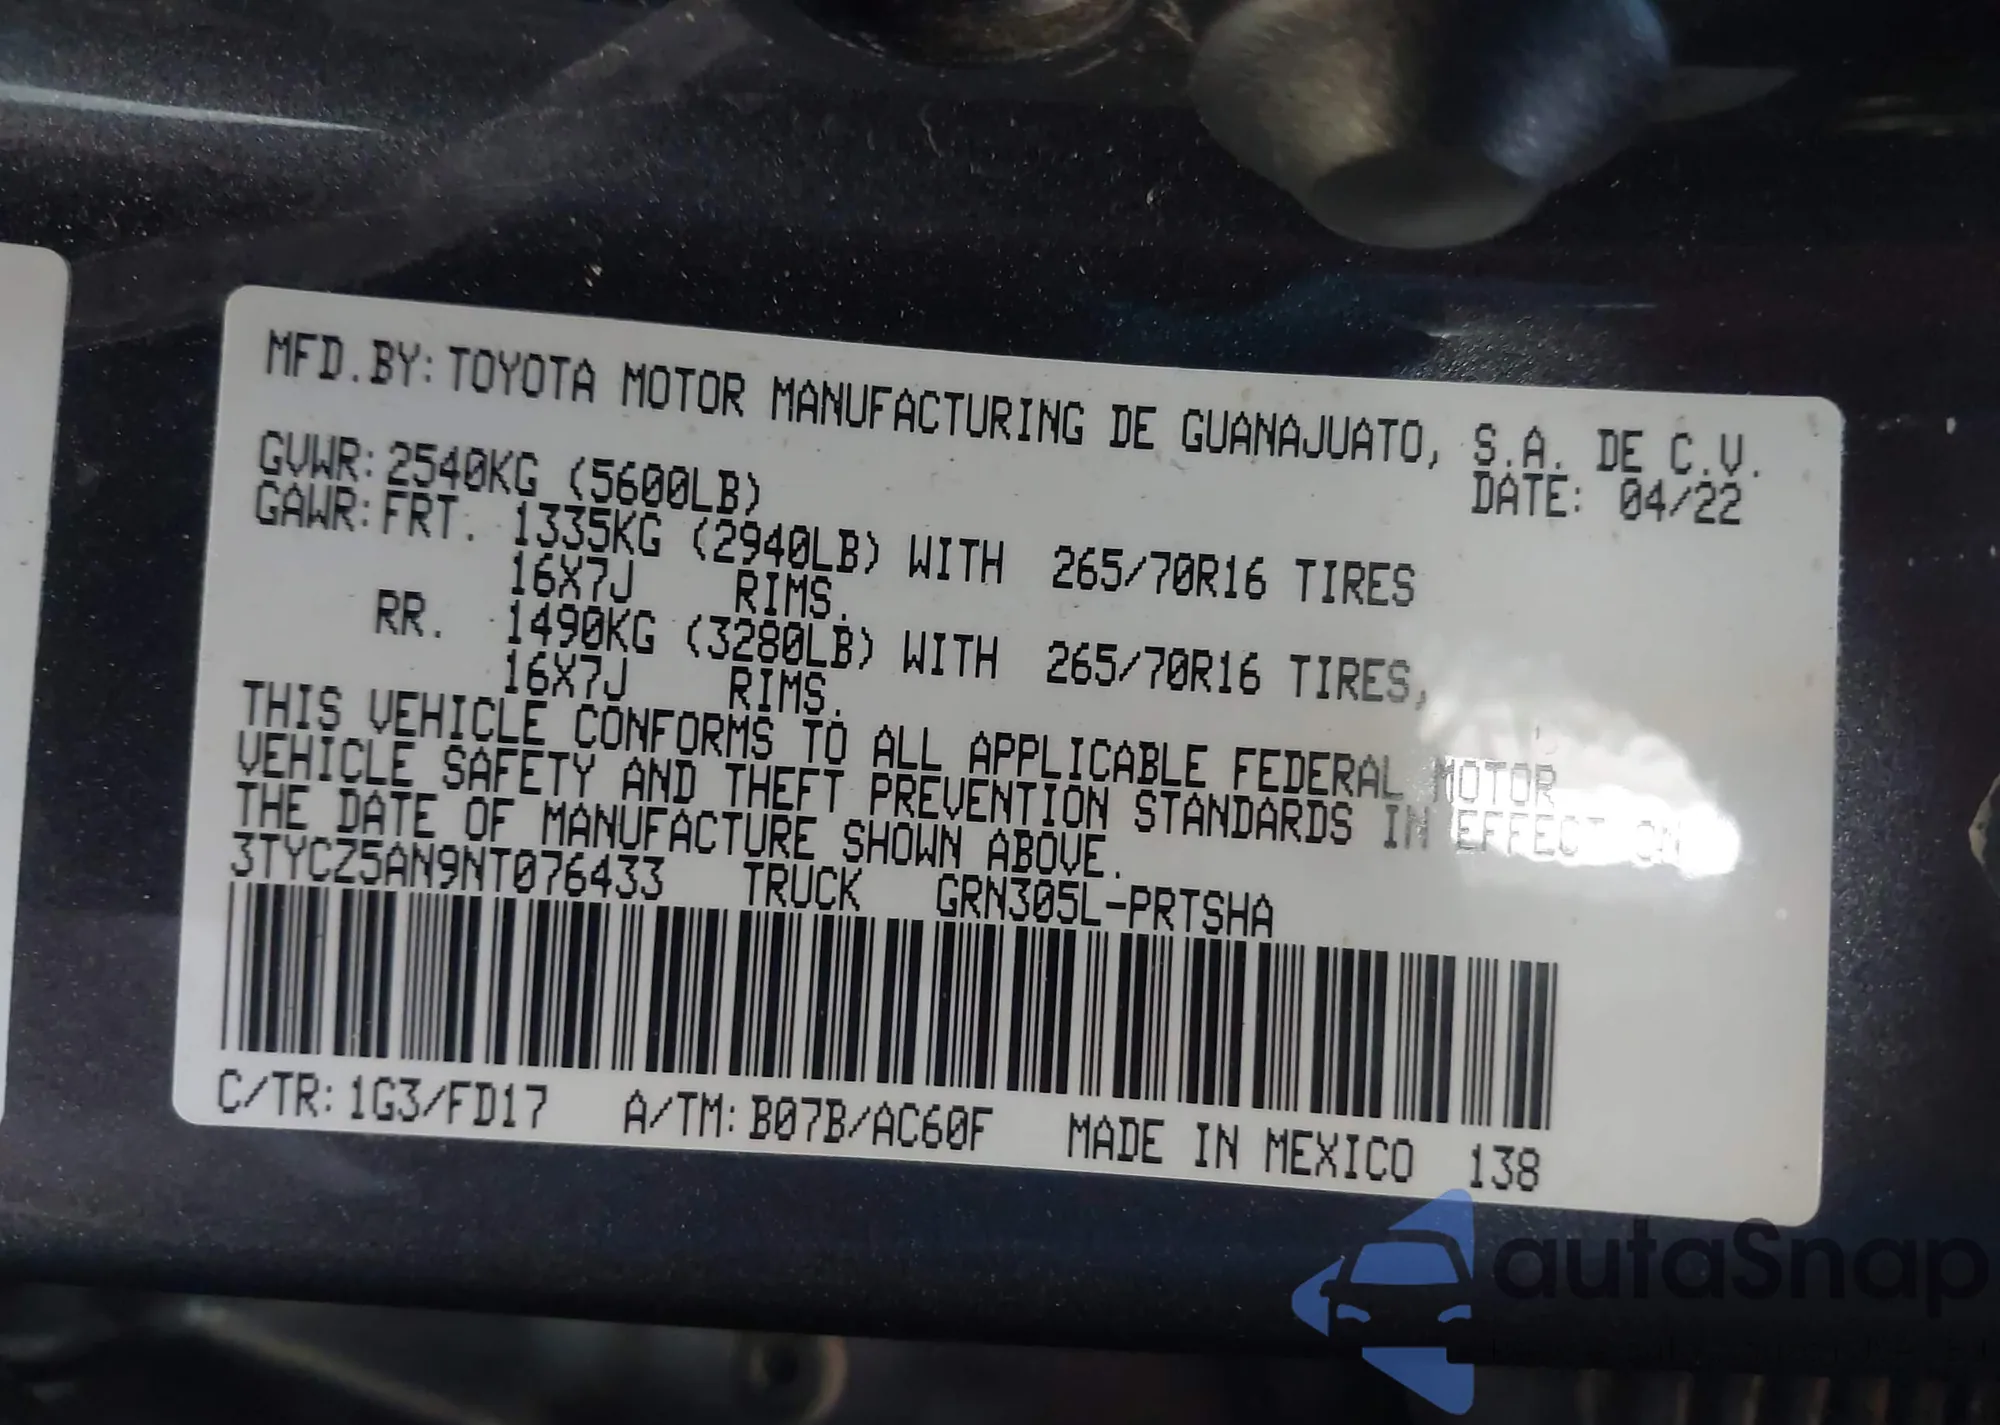 MFD.BY: TOYOTA MOTOR MANUFACTURING DE GUANAJUATO, S.A. DE C.V.
GVWR: 2540KG (5600LB) DATE: 04/22
GAWR: FRT. 1335KG (2940LB) WITH 265/70R16 TIRES
16X7J RIMS.
RR. 1490KG (3280LB) WITH 265/70R16 TIRES,
16X7J RIMS.
THIS VEHICLE CONFORMS TO ALL APPLICABLE FEDERAL MOTOR
VEHICLE SAFETY AND THEFT PREVENTION STANDARDS IN EFFECT ON
THE DATE OF MANUFACTURE SHOWN ABOVE.
3TYCZ5AN9NT076433 TRUCK GRN305L-PRTSHA
C/TR: 1G3/FD17 A/TM: B07B/AC60F MADE IN MEXICO 138
autaSnap